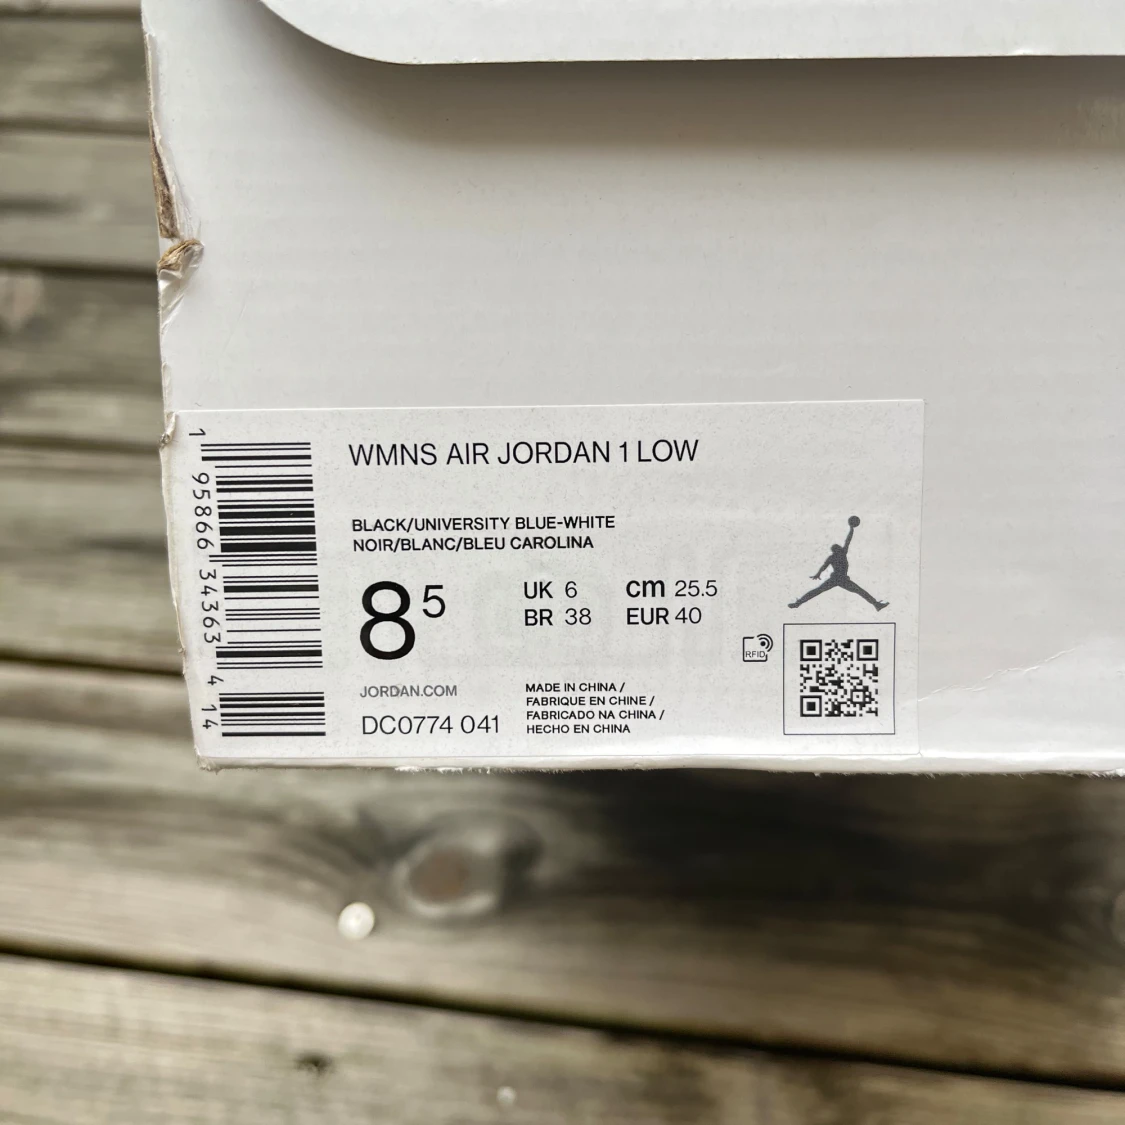 WMNS AIR JORDAN 1 LOW
BLACK/UNIVERSITY BLUE-WHITE
NOIR/BLANC/BLEU CAROLINA
8 5
UK 6
cm 25.5
BR 38
EUR 40
RFID
JORDAN.COM
DC0774 041
MADE IN CHINA /
FABRIQUE EN CHINE /
FABRICADO NA CHINA /
HECHO EN CHINA
1 95866 34363 4 14